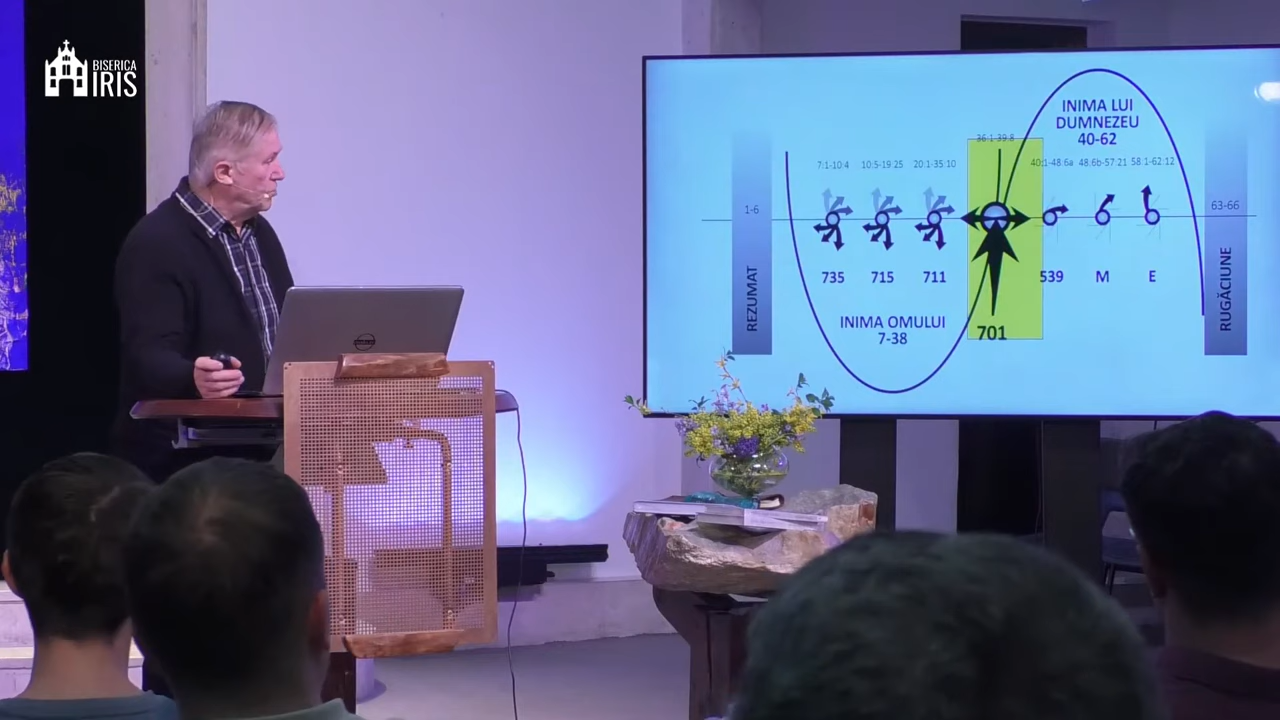 BISERICA
IRIS
INIMA LUI
DUMNEZEU
40-62
36:1-39:8
7:1-10:4
10:5-19:25
20:1-35:10
40:1-48:6a
48:6b-57:21
58:1-62:12
1-6
63-66
735
715
711
539
M
E
REZUMAT
RUGĂCIUNE
INIMA OMULUI
7-38
701